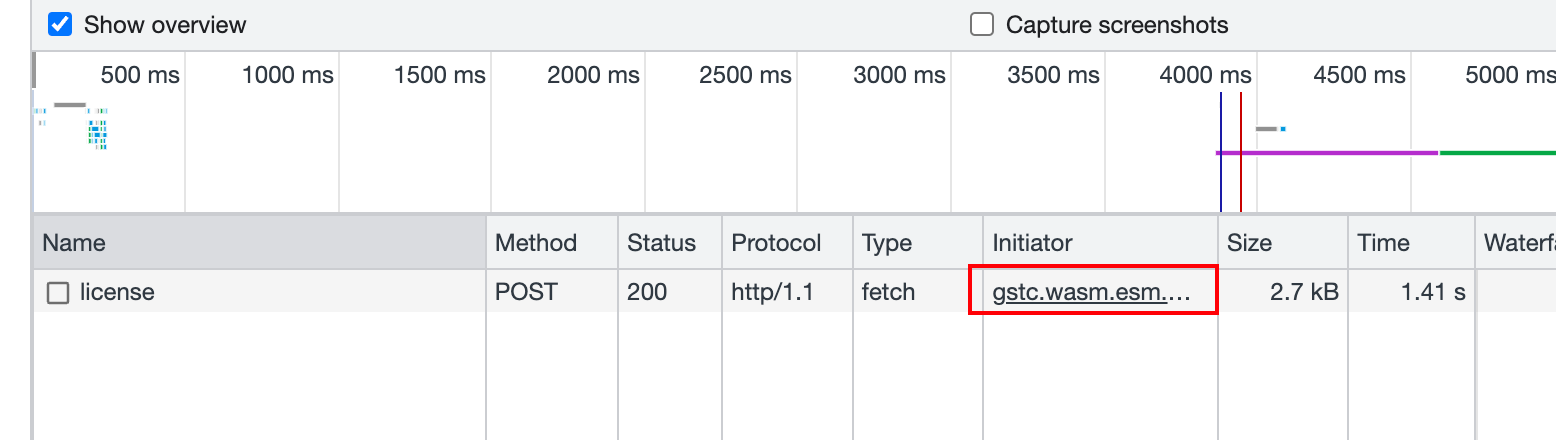 Show overview Capture screenshots
500 ms 1000 ms 1500 ms 2000 ms 2500 ms 3000 ms 3500 ms 4000 ms 4500 ms 5000 ms
Name Method Status Protocol Type Initiator Size Time Waterfa
license POST 200 http/1.1 fetch gstc.wasm.esm.… 2.7 kB 1.41 s